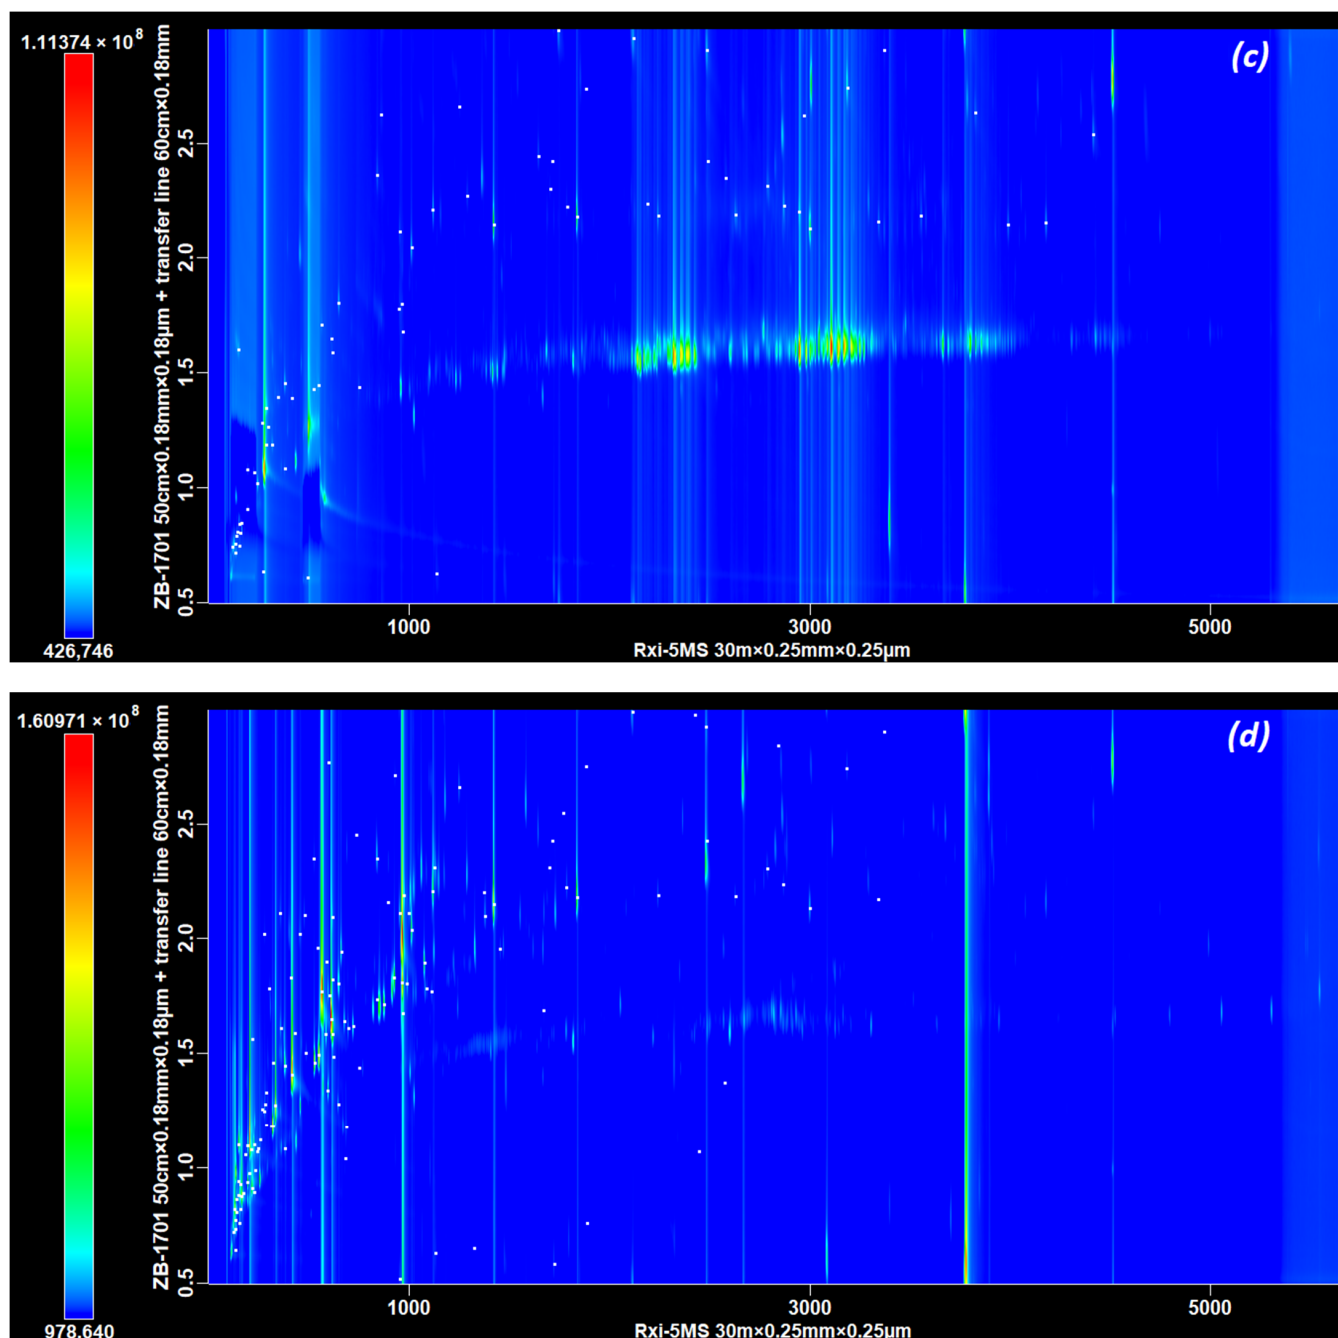 1.11374 × 10⁸
426,746
ZB-1701 50cm×0.18mm×0.18µm + transfer line 60cm×0.18mm
2.5
2.0
1.5
1.0
0.5
(c)
1000
3000
5000
Rxi-5MS 30m×0.25mm×0.25µm
1.60971 × 10⁸
978,640
ZB-1701 50cm×0.18mm×0.18µm + transfer line 60cm×0.18mm
2.5
2.0
1.5
1.0
0.5
(d)
1000
3000
5000
Rxi-5MS 30m×0.25mm×0.25µm